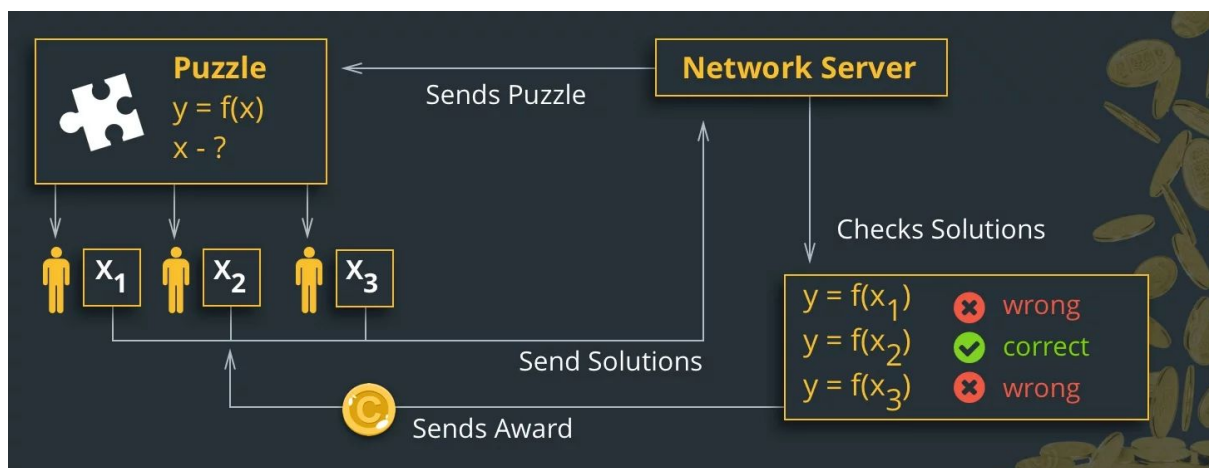 Puzzle
y = f(x)
x - ?
Sends Puzzle
Network Server
Checks Solutions
X1
X2
X3
Send Solutions
y = f(x1) wrong
y = f(x2) correct
y = f(x3) wrong
C
Sends Award